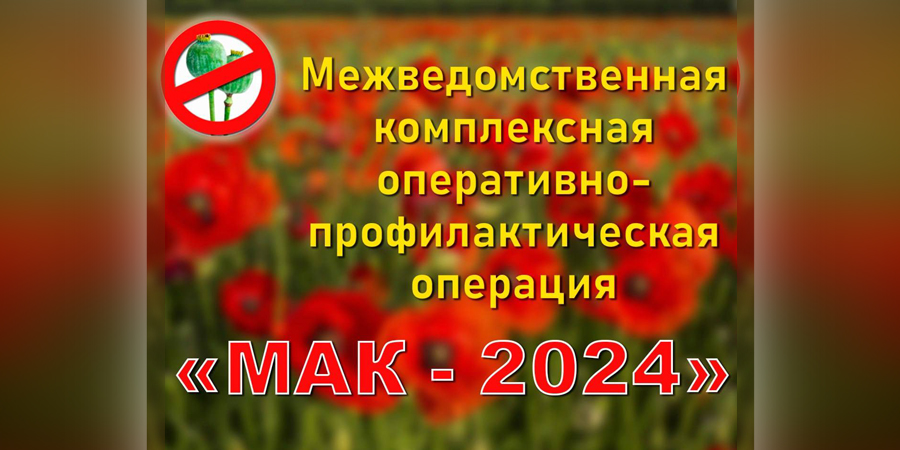 Межведомственная
комплексная
оперативно-
профилактическая
операция
«МАК - 2024»